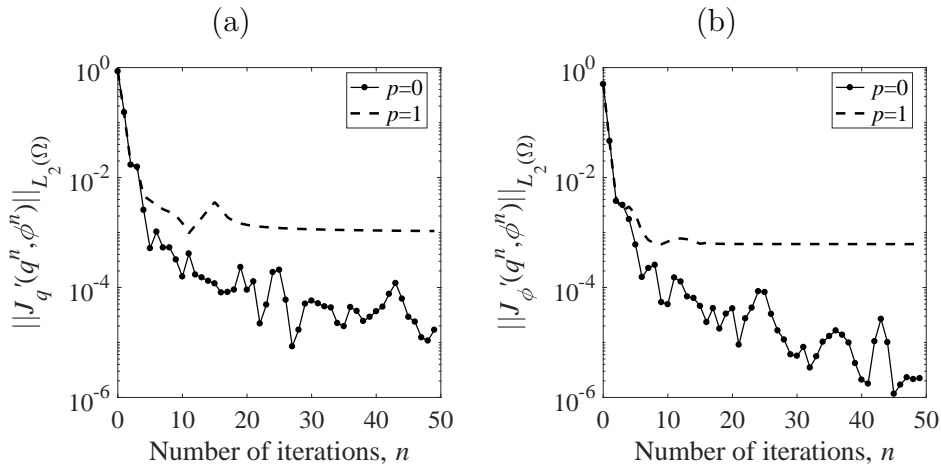 (a)
10^0
10^-2
10^-4
10^-6
||J_q'(q^n,ϕ^n)||_{L_2(Ω)}
p=0
p=1
0 10 20 30 40 50
Number of iterations, n
(b)
10^0
10^-2
10^-4
10^-6
||J_ϕ'(q^n,ϕ^n)||_{L_2(Ω)}
p=0
p=1
0 10 20 30 40 50
Number of iterations, n